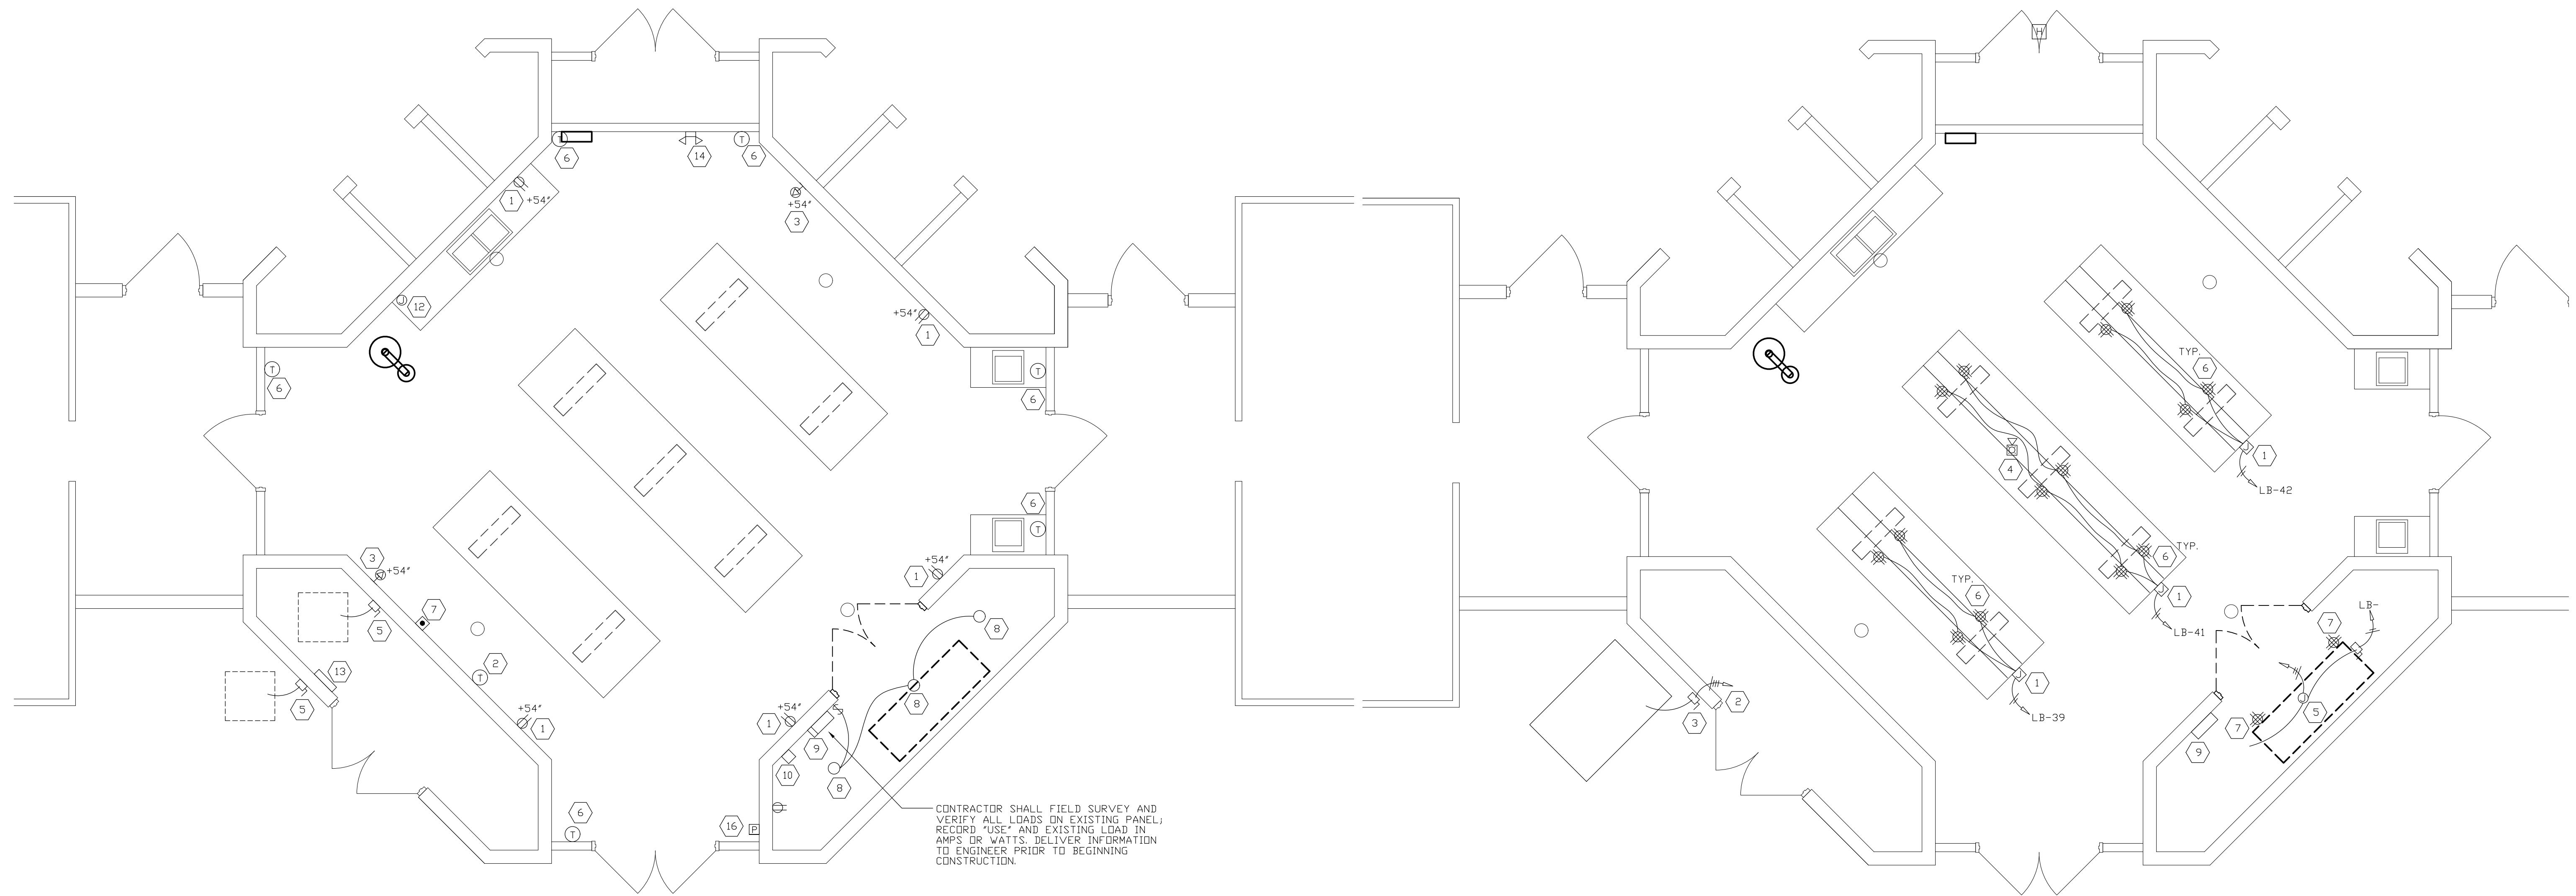 H
T
T
6
14
6
1
+54"
+54"
3
12
+54"
1
T
6
T
6
TYP.
6
1
LB-42
4
6
T
TYP.
6
1
LB-41
3
+54"
+54"
1
7
5
8
2
T
13
5
+54"
1
+54"
1
8
9
10
8
6
T
16
P
TYP.
6
1
LB-39
LB-
7
5
7
9
2
3
CONTRACTOR SHALL FIELD SURVEY AND
VERIFY ALL LOADS ON EXISTING PANEL;
RECORD "USE" AND EXISTING LOAD IN
AMPS OR WATTS. DELIVER INFORMATION
TO ENGINEER PRIOR TO BEGINNING
CONSTRUCTION.